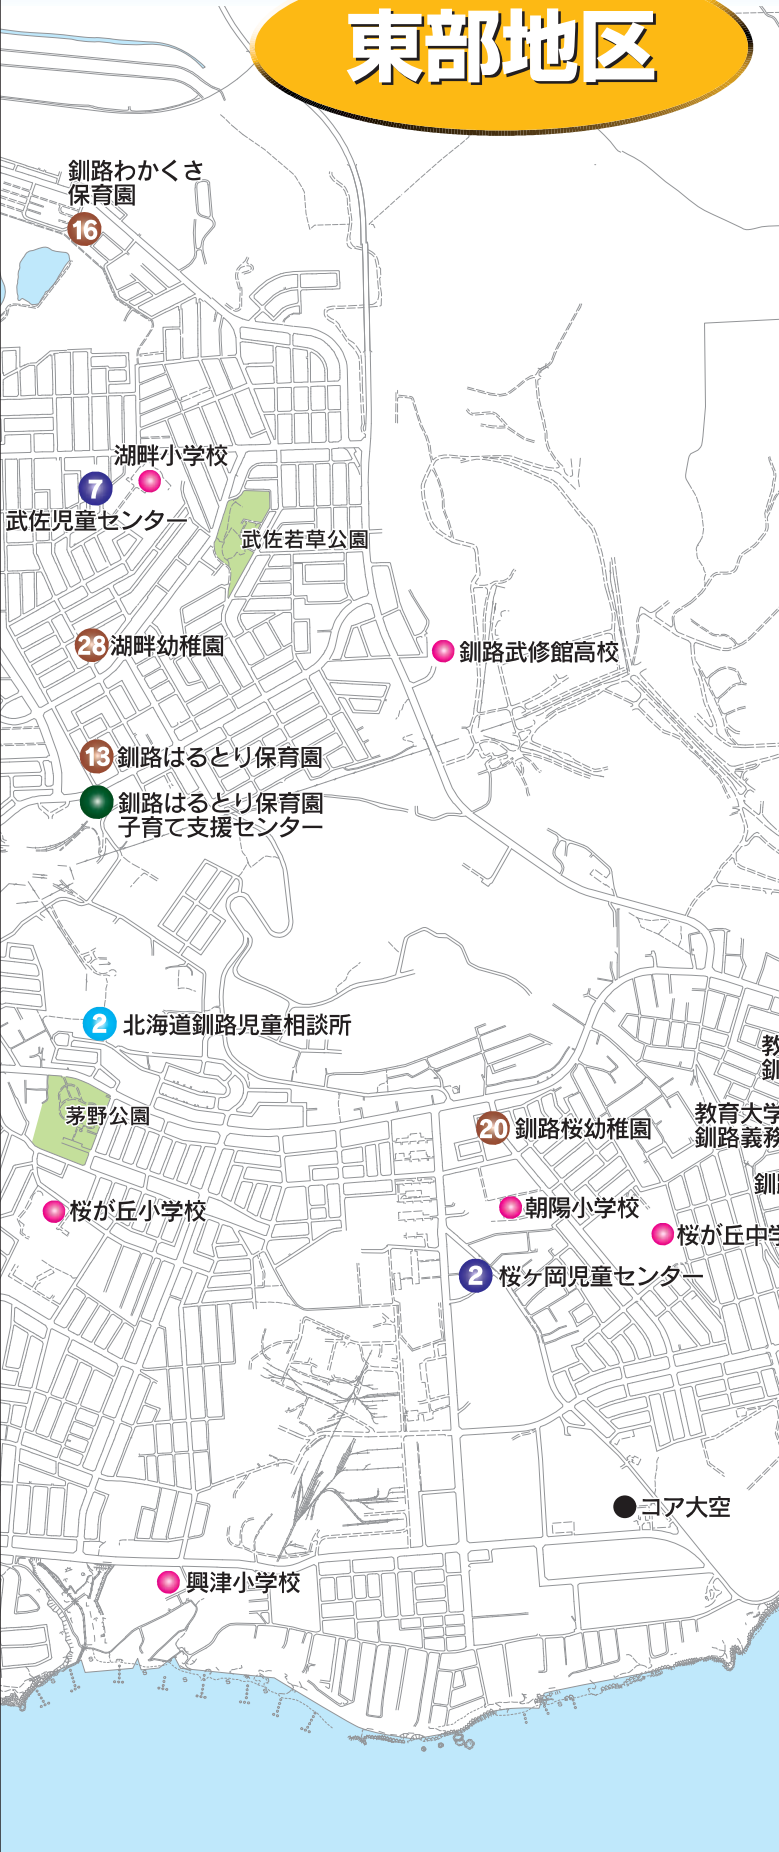 東部地区
釧路わかくさ
保育園
16
湖畔小学校
7
武佐児童センター
武佐若草公園
28
湖畔幼稚園
釧路武修館高校
13
釧路はるとり保育園
釧路はるとり保育園
子育て支援センター
2
北海道釧路児童相談所
教
釧
茅野公園
教育大学
釧路義務
20
釧路桜幼稚園
釧路
桜が丘小学校
朝陽小学校
桜が丘中学
2
桜ヶ岡児童センター
コア大空
興津小学校